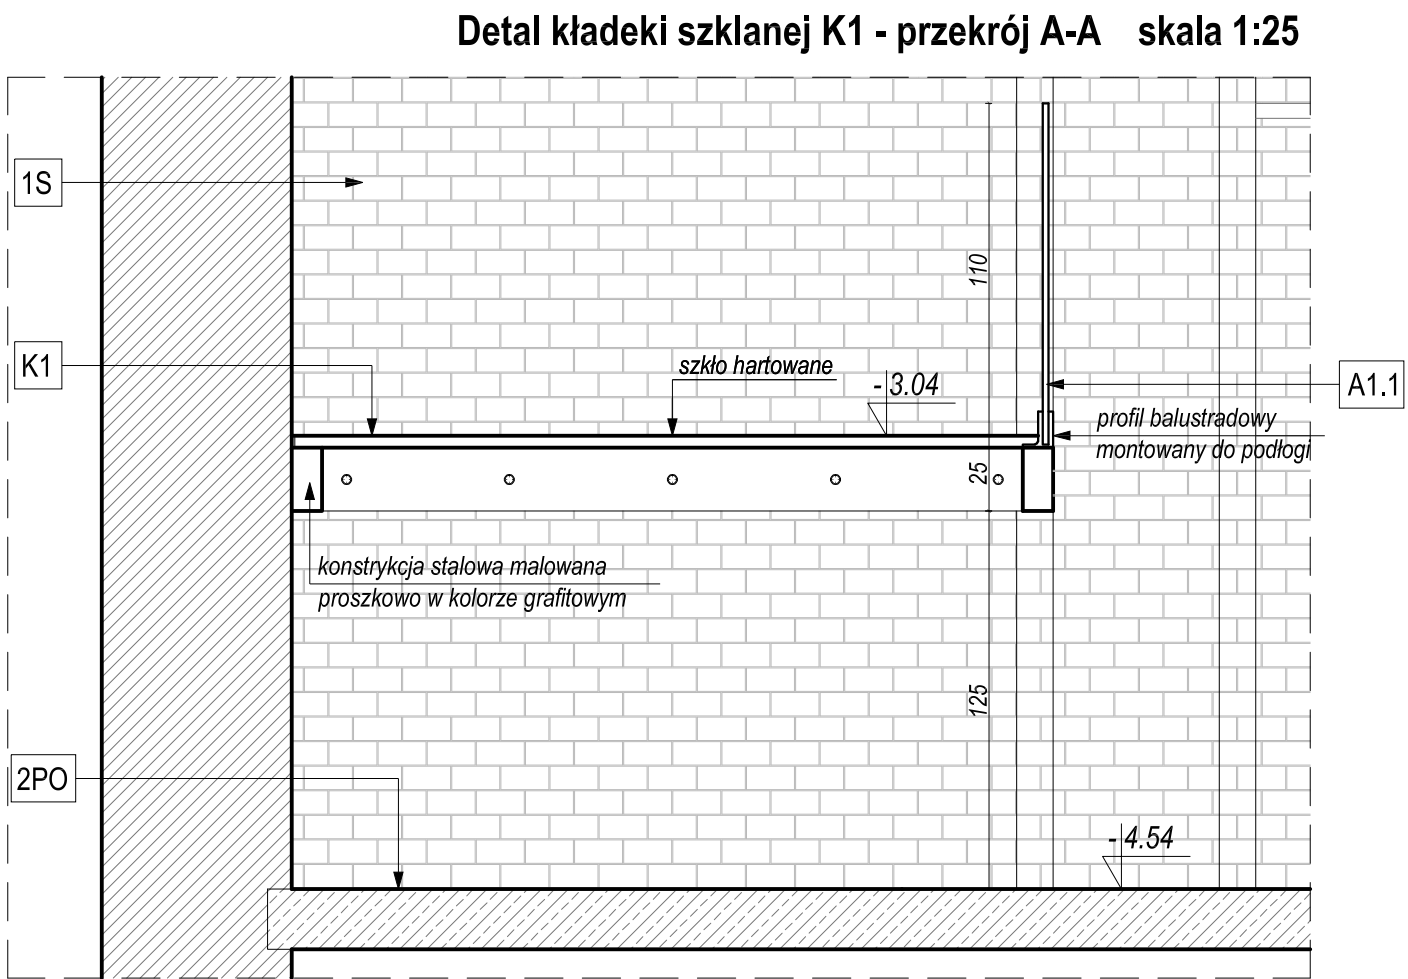 Detal kładeki szklanej K1 - przekrój A-A skala 1:25
1S
110
K1
szkło hartowane
- 3.04
A1.1
profil balustradowy
montowany do podłogi
25
konstrykcja stalowa malowana
proszkowo w kolorze grafitowym
125
2PO
- 4.54